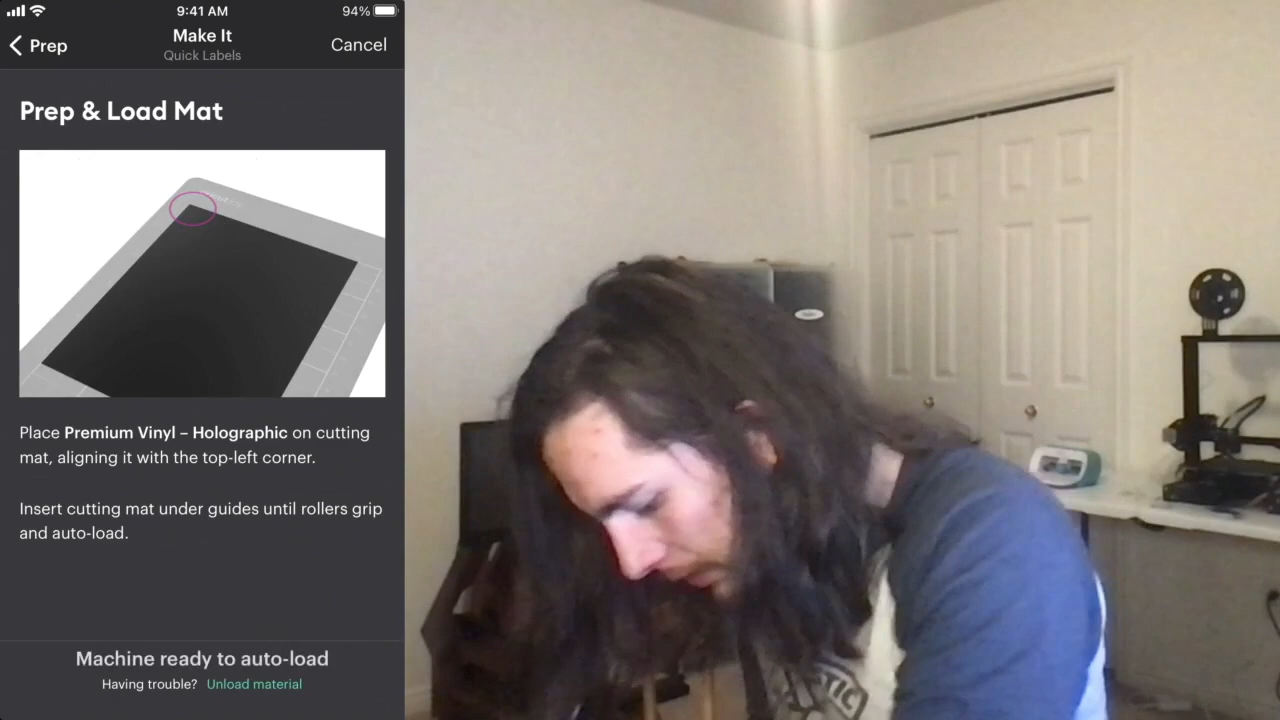 9:41 AM
94%
Prep
Make It
Quick Labels
Cancel
Prep & Load Mat
Place Premium Vinyl – Holographic on cutting
mat, aligning it with the top-left corner.
Insert cutting mat under guides until rollers grip
and auto-load.
Machine ready to auto-load
Having trouble? Unload material